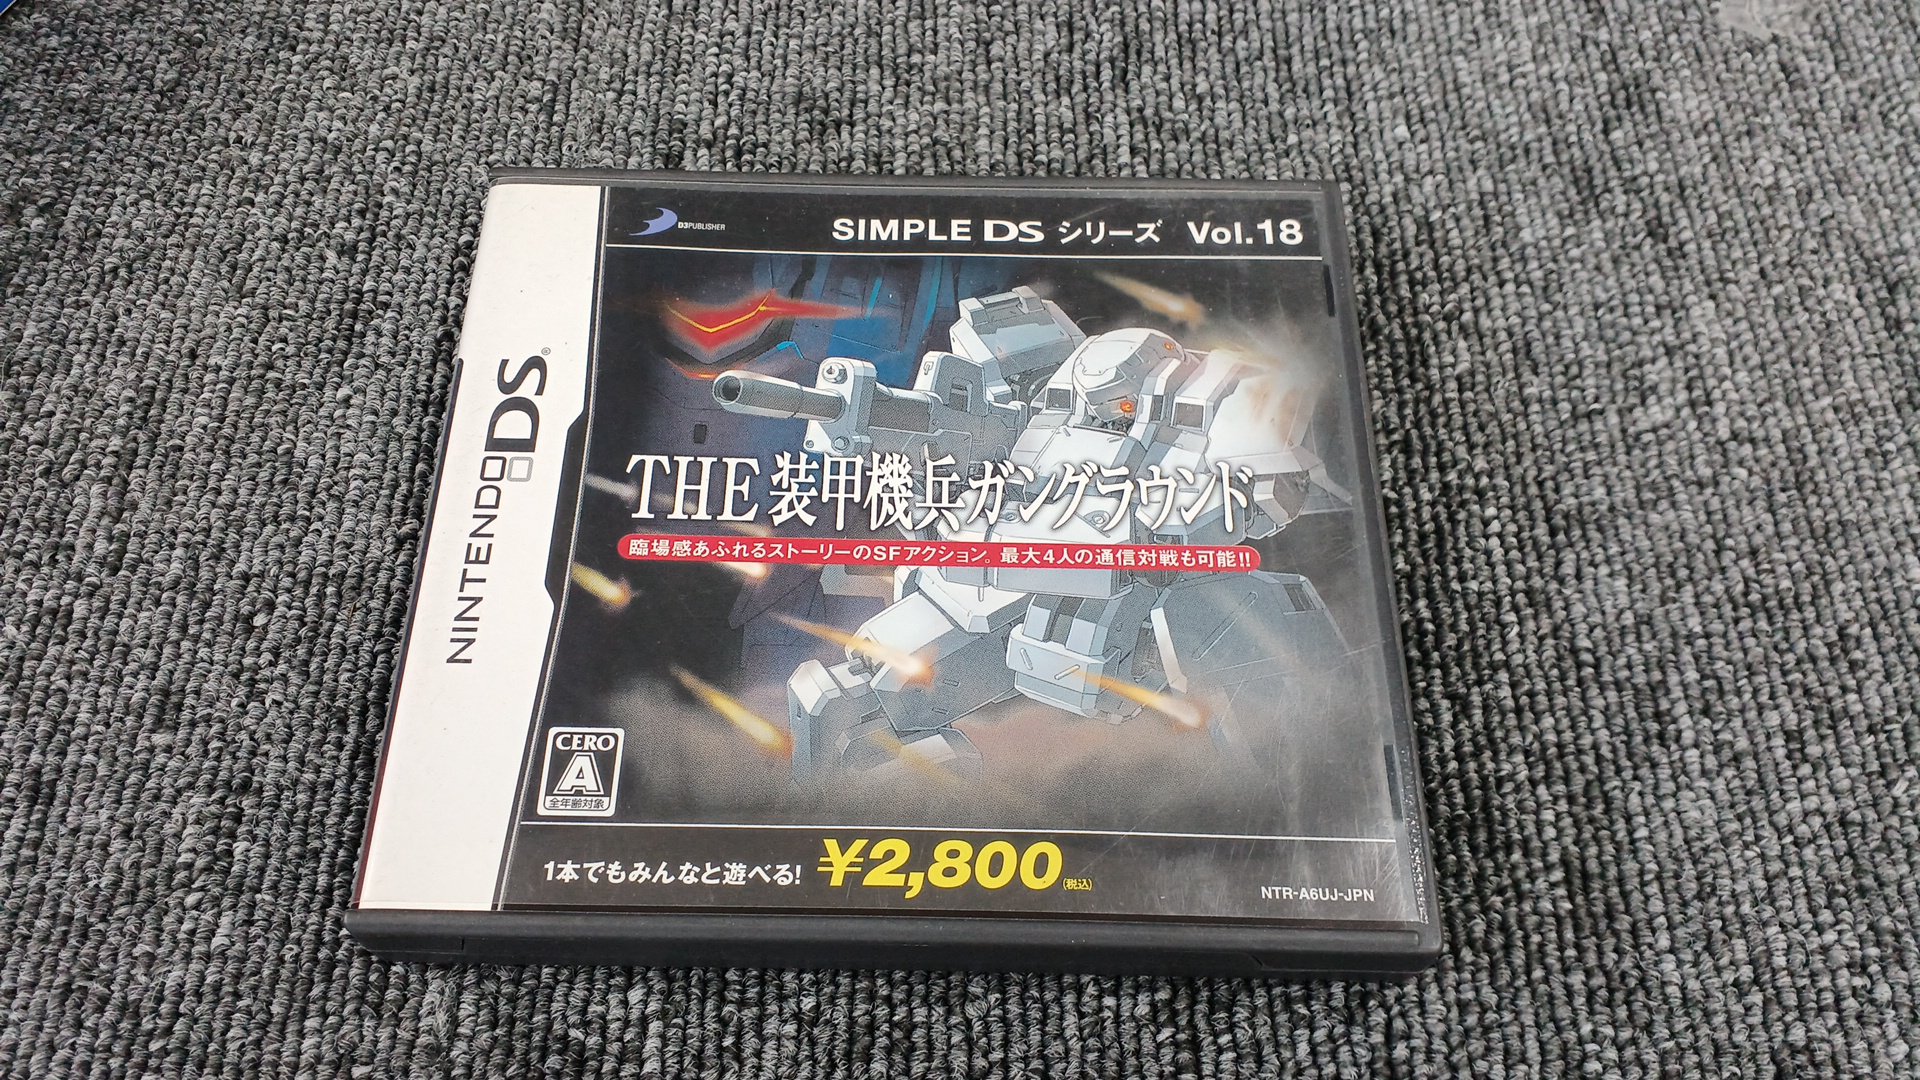 D3PUBLISHER
SIMPLE DS シリーズ Vol.18
NINTENDO DS®
THE 装甲機兵ガングラウンド
臨場感あふれるストーリーのSFアクション。最大4人の通信対戦も可能!!
CERO
A
全年齢対象
1本でもみんなと遊べる! ¥2,800(税込)
NTR-A6UJ-JPN